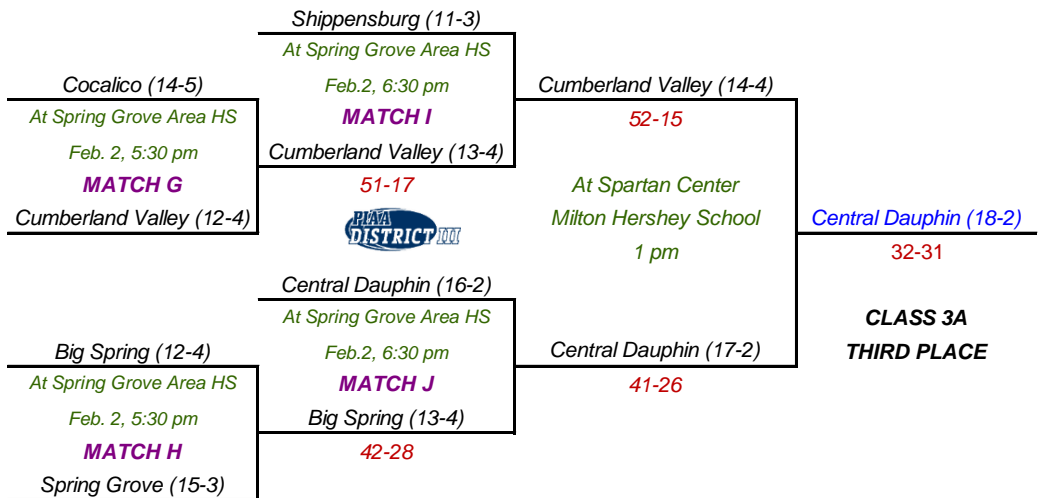 Shippensburg (11-3)
At Spring Grove Area HS
Feb.2, 6:30 pm
MATCH I
Cumberland Valley (13-4)
51-17
Cocalico (14-5)
At Spring Grove Area HS
Feb. 2, 5:30 pm
MATCH G
Cumberland Valley (12-4)
PIAA
DISTRICT III
Cumberland Valley (14-4)
52-15
At Spartan Center
Milton Hershey School
1 pm
Central Dauphin (18-2)
32-31
CLASS 3A
THIRD PLACE
Central Dauphin (16-2)
At Spring Grove Area HS
Feb.2, 6:30 pm
MATCH J
Big Spring (13-4)
42-28
Central Dauphin (17-2)
41-26
Big Spring (12-4)
At Spring Grove Area HS
Feb. 2, 5:30 pm
MATCH H
Spring Grove (15-3)